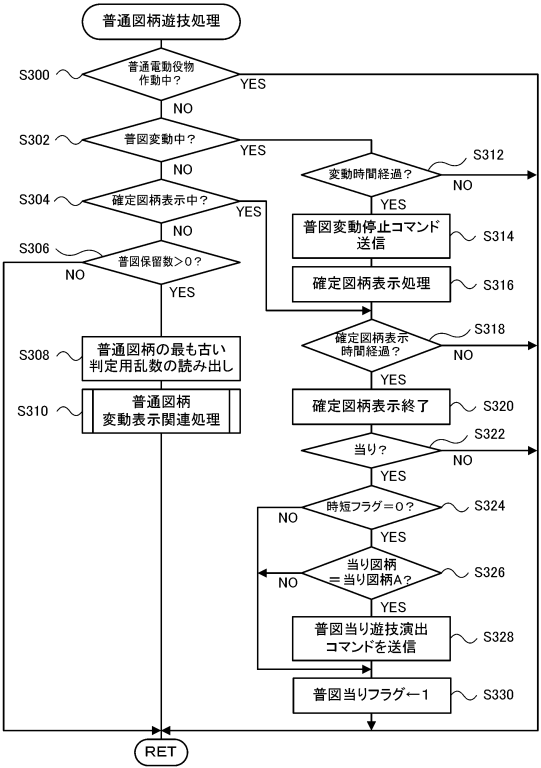 普通図柄遊技処理
S300
普通電動役物
作動中？
YES
NO
S302
普図変動中？
YES
NO
S304
確定図柄表示中？
YES
NO
S306
普図保留数>0？
NO
YES
S308
普通図柄の最も古い
判定用乱数の読み出し
S310
普通図柄
変動表示関連処理
変動時間経過？
S312
NO
YES
普図変動停止コマンド
送信
S314
確定図柄表示処理
S316
確定図柄表示
時間経過？
S318
NO
YES
確定図柄表示終了
S320
当り？
S322
NO
YES
時短フラグ＝0？
S324
NO
YES
当り図柄
＝当り図柄A？
S326
NO
YES
普図当り遊技演出
コマンドを送信
S328
普図当りフラグ←1
S330
RET